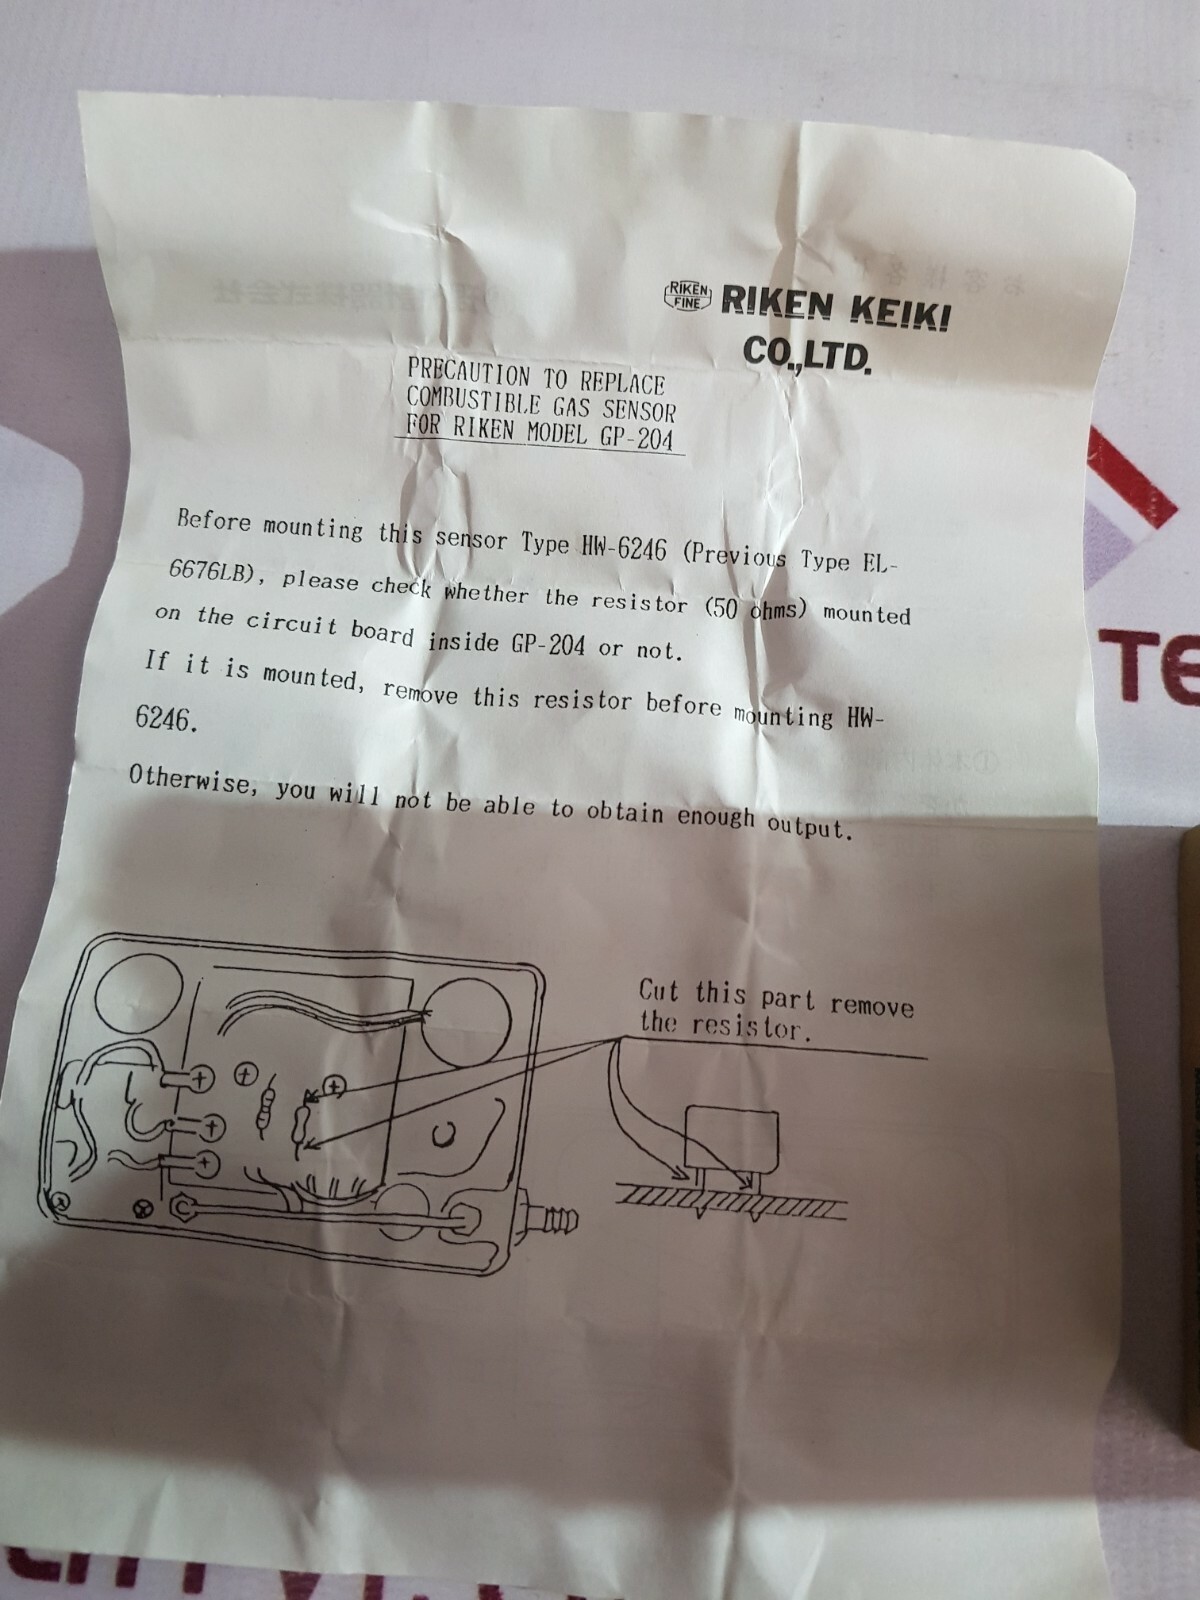 RIKEN
FINE
RIKEN KEIKI
CO.,LTD.
PRECAUTION TO REPLACE
COMBUSTIBLE GAS SENSOR
FOR RIKEN MODEL GP-204
Before mounting this sensor Type HW-6246 (Previous Type EL-
6676LB), please check whether the resistor (50 ohms) mounted
on the circuit board inside GP-204 or not.
If it is mounted, remove this resistor before mounting HW-
6246.
Otherwise, you will not be able to obtain enough output.
Cut this part remove
the resistor.